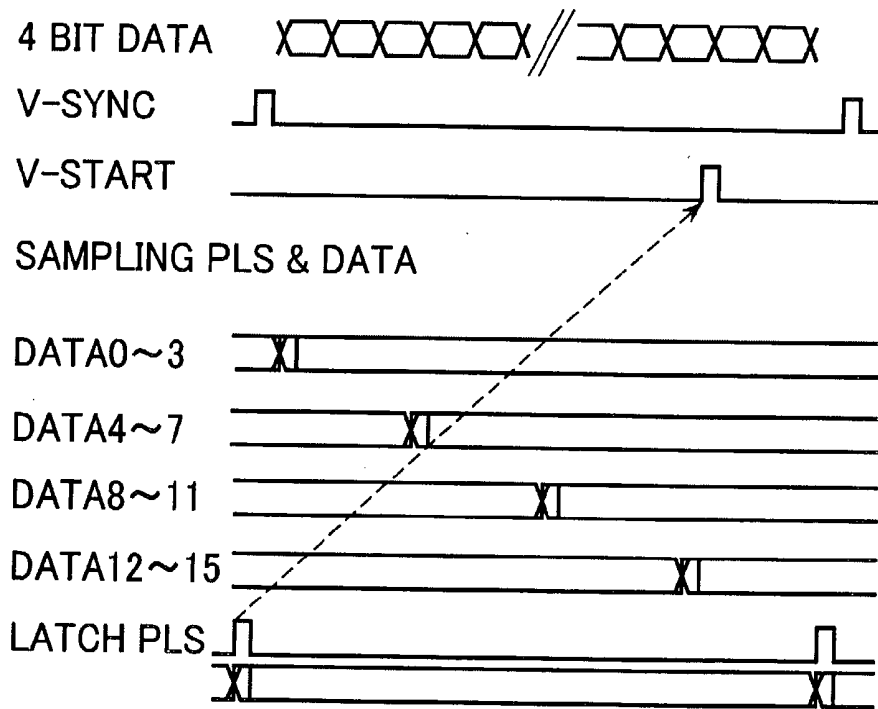 4 BIT DATA
V-SYNC
V-START
SAMPLING PLS & DATA
DATA0～3
DATA4～7
DATA8～11
DATA12～15
LATCH PLS